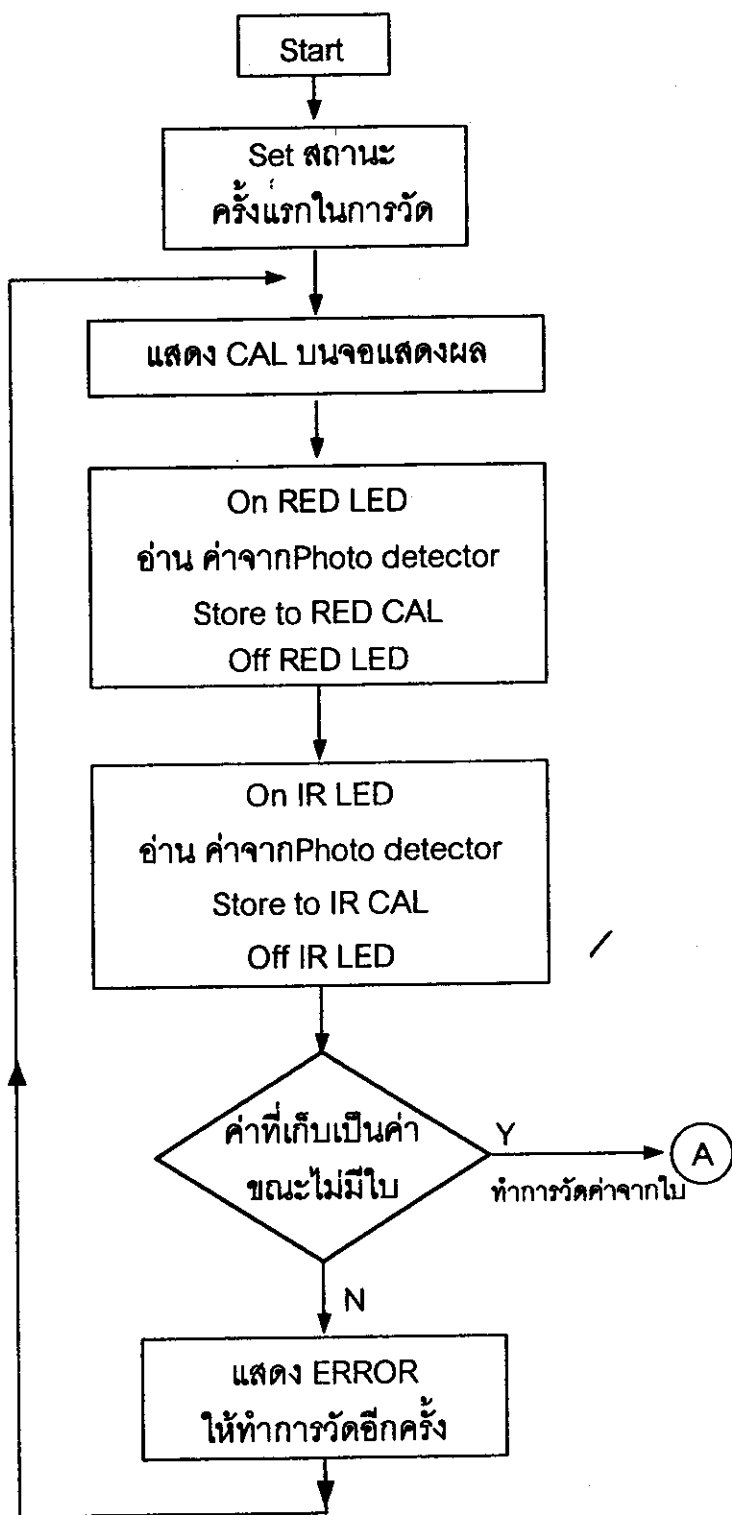 Start
Set สถานะ
ครั้งแรกในการวัด
แสดง CAL บนจอแสดงผล
On RED LED
อ่าน ค่าจากPhoto detector
Store to RED CAL
Off RED LED
On IR LED
อ่าน ค่าจากPhoto detector
Store to IR CAL
Off IR LED
ค่าที่เก็บเป็นค่า
ขณะไม่มีใบ
Y
A
ทำการวัดค่าจากใบ
N
แสดง ERROR
ให้ทำการวัดอีกครั้ง